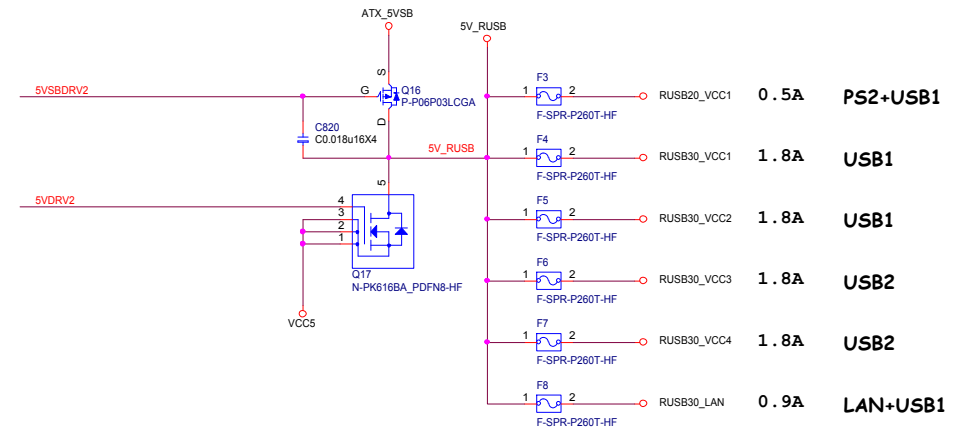 ATX_5VSB
5V_RUSB
5VSBDRV2
G
S
D
Q16
P-P06P03LCGA
C820
C0.018u16X4
5V_RUSB
5VDRV2
5
4
3
2
1
Q17
N-PK616BA_PDFN8-HF
VCC5
F3
1 2 RUSB20_VCC1 0.5A PS2+USB1
F-SPR-P260T-HF
F4
1 2 RUSB30_VCC1 1.8A USB1
F-SPR-P260T-HF
F5
1 2 RUSB30_VCC2 1.8A USB1
F-SPR-P260T-HF
F6
1 2 RUSB30_VCC3 1.8A USB2
F-SPR-P260T-HF
F7
1 2 RUSB30_VCC4 1.8A USB2
F-SPR-P260T-HF
F8
1 2 RUSB30_LAN 0.9A LAN+USB1
F-SPR-P260T-HF